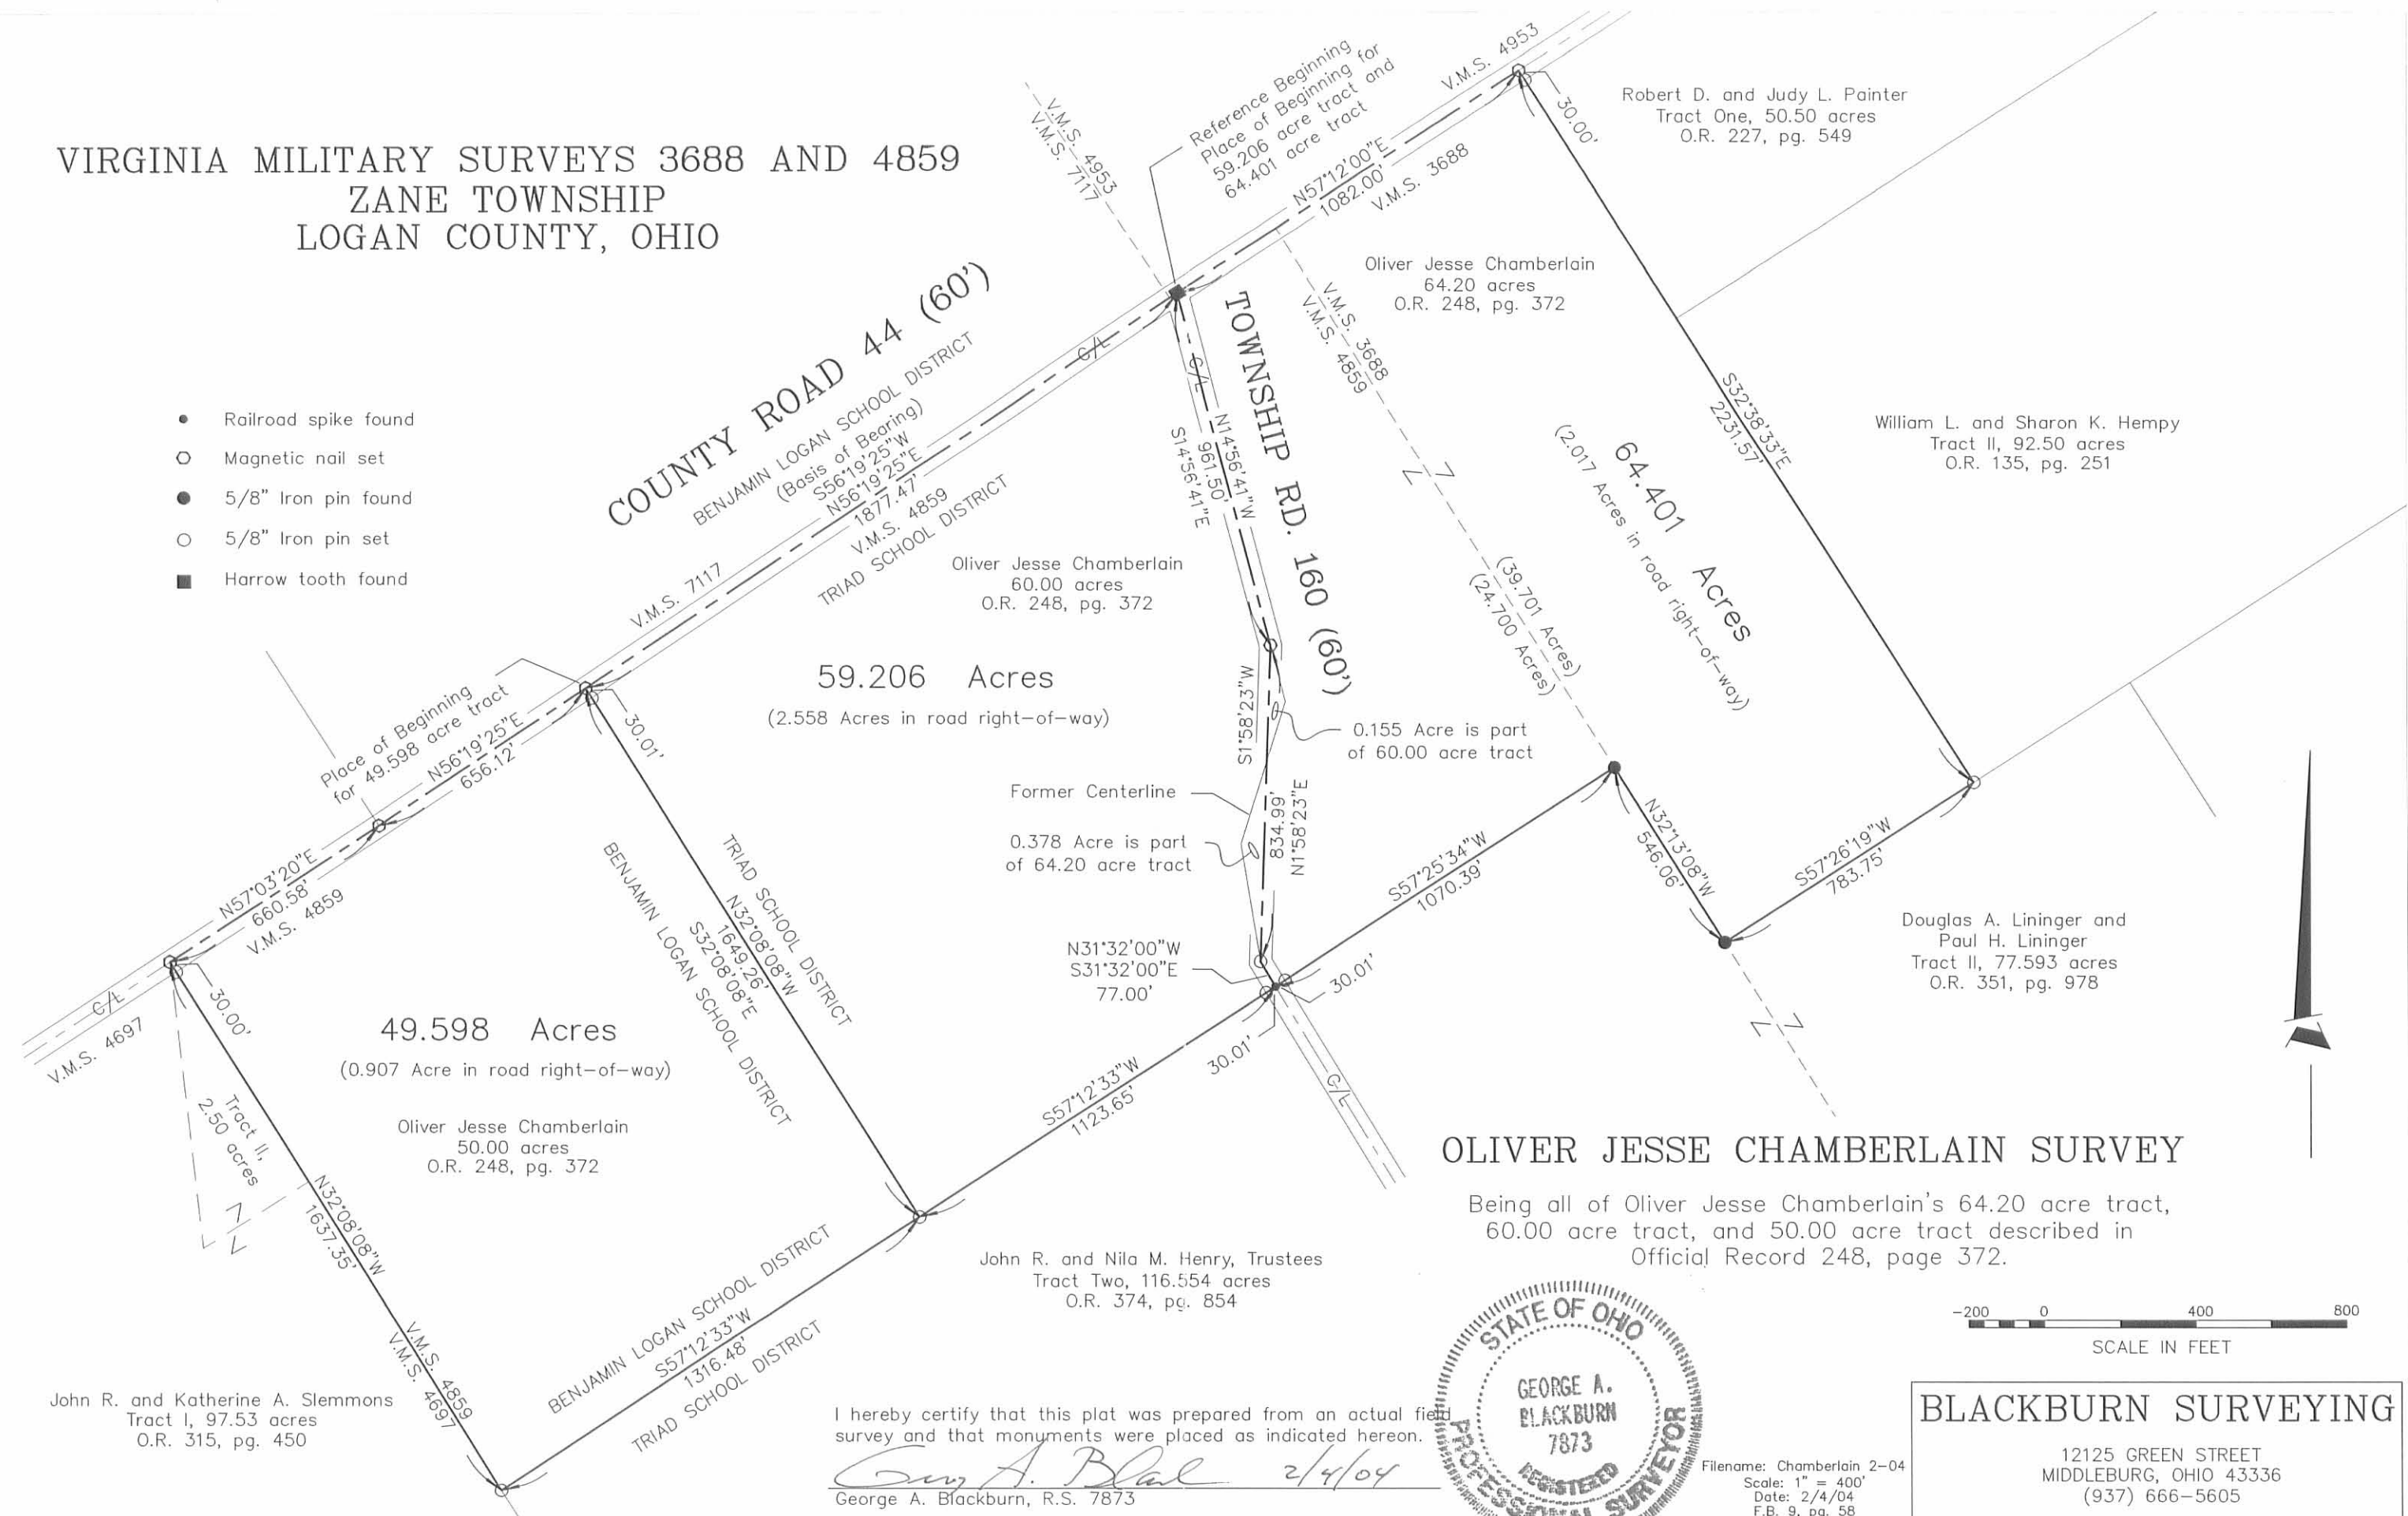 VIRGINIA MILITARY SURVEYS 3688 AND 4859
ZANE TOWNSHIP
LOGAN COUNTY, OHIO
Railroad spike found
Magnetic nail set
5/8" Iron pin found
5/8" Iron pin set
Harrow tooth found
V.M.S. 4953
V.M.S. 7117
Reference Beginning
Place of Beginning for
59.206 acre tract and
64.401 acre tract
V.M.S. 4953
N57°12'00"E
1082.00'
V.M.S. 3688
30.00'
Robert D. and Judy L. Painter
Tract One, 50.50 acres
O.R. 227, pg. 549
Oliver Jesse Chamberlain
64.20 acres
O.R. 248, pg. 372
V.M.S. 3688
V.M.S. 4859
S32°38'33"E
2231.57'
William L. and Sharon K. Hempy
Tract II, 92.50 acres
O.R. 135, pg. 251
64.401 Acres
(2.017 Acres in road right-of-way)
(39.701 Acres)
(24.700 Acres)
COUNTY ROAD 44 (60')
BENJAMIN LOGAN SCHOOL DISTRICT
(Basis of Bearing)
S56°19'25"W
N56°19'25"E
1877.47'
V.M.S. 4859
TRIAD SCHOOL DISTRICT
V.M.S. 7117
C/L
C/L
TOWNSHIP RD. 160 (60')
N14°56'41"W
961.50'
S14°56'41"E
Oliver Jesse Chamberlain
60.00 acres
O.R. 248, pg. 372
59.206 Acres
(2.558 Acres in road right-of-way)
S1°58'23"W
0.155 Acre is part
of 60.00 acre tract
Former Centerline
834.99'
N1°58'23"E
0.378 Acre is part
of 64.20 acre tract
N31°32'00"W
S31°32'00"E
77.00'
30.01'
30.01'
C/L
S57°25'34"W
1070.39'
N32°13'08"W
546.06'
S57°26'19"W
783.75'
Douglas A. Lininger and
Paul H. Lininger
Tract II, 77.593 acres
O.R. 351, pg. 978
Place of Beginning
for 49.598 acre tract
N56°19'25"E
656.12'
30.01'
N57°03'20"E
660.58'
V.M.S. 4859
C/L
V.M.S. 4697
30.00'
TRIAD SCHOOL DISTRICT
N32°08'08"W
1649.26'
S32°08'08"E
BENJAMIN LOGAN SCHOOL DISTRICT
49.598 Acres
(0.907 Acre in road right-of-way)
Oliver Jesse Chamberlain
50.00 acres
O.R. 248, pg. 372
Tract II,
2.50 acres
N32°08'08"W
1637.35'
V.M.S. 4859
V.M.S. 4697
S57°12'33"W
1123.65'
BENJAMIN LOGAN SCHOOL DISTRICT
S57°12'33"W
1316.48'
TRIAD SCHOOL DISTRICT
John R. and Nila M. Henry, Trustees
Tract Two, 116.554 acres
O.R. 374, pg. 854
John R. and Katherine A. Slemmons
Tract I, 97.53 acres
O.R. 315, pg. 450
OLIVER JESSE CHAMBERLAIN SURVEY
Being all of Oliver Jesse Chamberlain's 64.20 acre tract,
60.00 acre tract, and 50.00 acre tract described in
Official Record 248, page 372.
-200 0 400 800
SCALE IN FEET
I hereby certify that this plat was prepared from an actual field
survey and that monuments were placed as indicated hereon.
2/4/04
George A. Blackburn, R.S. 7873
STATE OF OHIO
GEORGE A.
BLACKBURN
7873
REGISTERED
PROFESSIONAL SURVEYOR
Filename: Chamberlain 2-04
Scale: 1" = 400'
Date: 2/4/04
F.B. 9, pg. 58
BLACKBURN SURVEYING
12125 GREEN STREET
MIDDLEBURG, OHIO 43336
(937) 666-5605